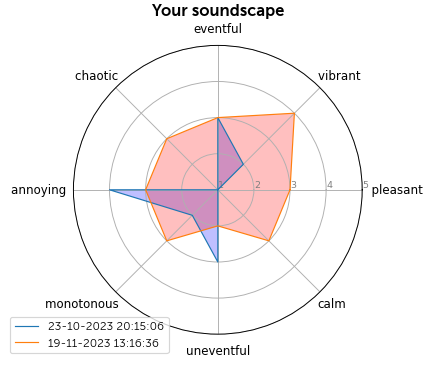 Your soundscape
eventful
chaotic
vibrant
annoying
1 2 3 4 5
pleasant
monotonous
calm
uneventful
23-10-2023 20:15:06
19-11-2023 13:16:36